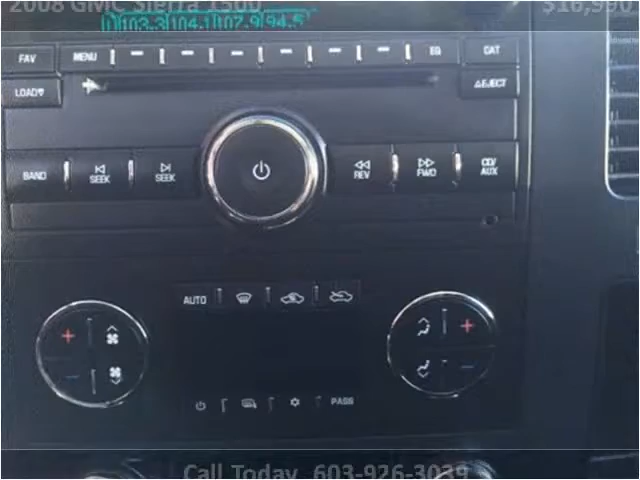 2008 GMC Sierra 1500 $16,990
103.3 104.1 107.9 94.5
FAV MENU EQ CAT
LOAD EJECT
BAND SEEK SEEK REV FWD CD/AUX
AUTO
PASS
Call Today 603-926-3039